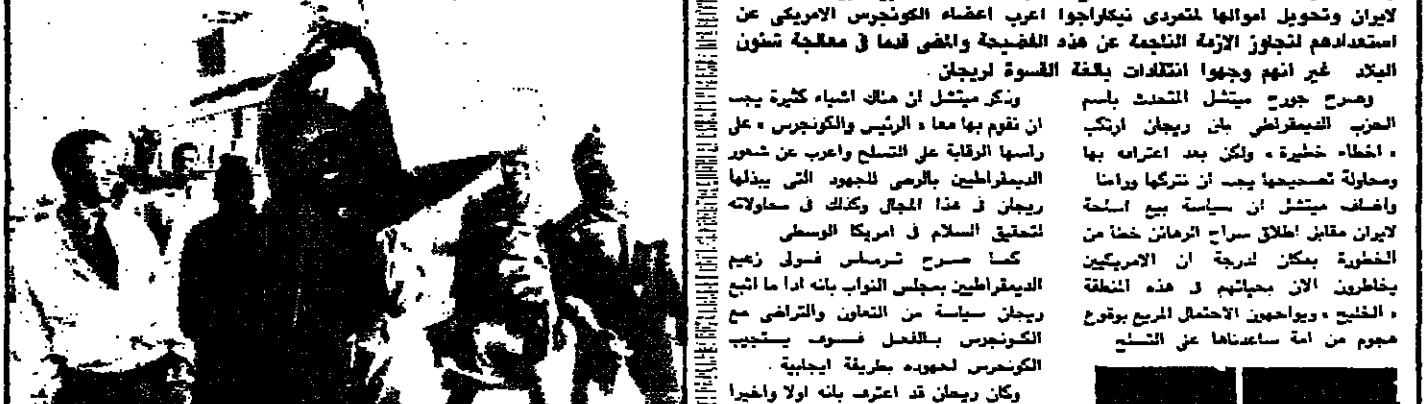 لايران وتحويل اموالها لمتمردى نيكاراجوا اعرب اعضاء الكونجرس الامريكى عن
استعدادهم لتجاوز الازمة الناجمة عن هذه الفضيحة والمضى قدما فى معالجة شئون
البلاد غير انهم وجهوا انتقادات بالغة القسوة لريجان .
وصرح جورج ميتشل المتحدث باسم
الحزب الديمقراطى بان ريجان ارتكب
« اخطاء خطيرة » ولكن بعد اعترافه بها
ومحاولة تصحيحها يجب ان نتركها وراءنا
واضاف ميتشل ان سياسة بيع اسلحة
لايران مقابل اطلاق سراح الرهائن خطأ من
الخطورة بمكان لدرجة ان الامريكيين
يخاطرون الان بحياتهم فى هذه المنطقة
« الخليج » ويواجهون الاحتمال المريع بوقوع
هجوم من امة ساعدناها على التسلح
وذكر ميتشل ان هناك اشياء كثيرة يجب
ان نقوم بها معا « الرئيس والكونجرس » على
راسها الرقابة على التسلح واعرب عن شعور
الديمقراطيين بالرضى للجهود التى يبذلها
ريجان فى هذا المجال وكذلك فى محاولاته
لتحقيق السلام فى امريكا الوسطى
كما صرح توماس فولى زعيم
الديمقراطيين بمجلس النواب بانه اذا ما اتبع
ريجان سياسة من التعاون والتراضى مع
الكونجرس بالفعل فسوف يستجيب
الكونجرس لجهوده بطريقة ايجابية .
وكان ريجان قد اعترف بانه اولا واخيرا